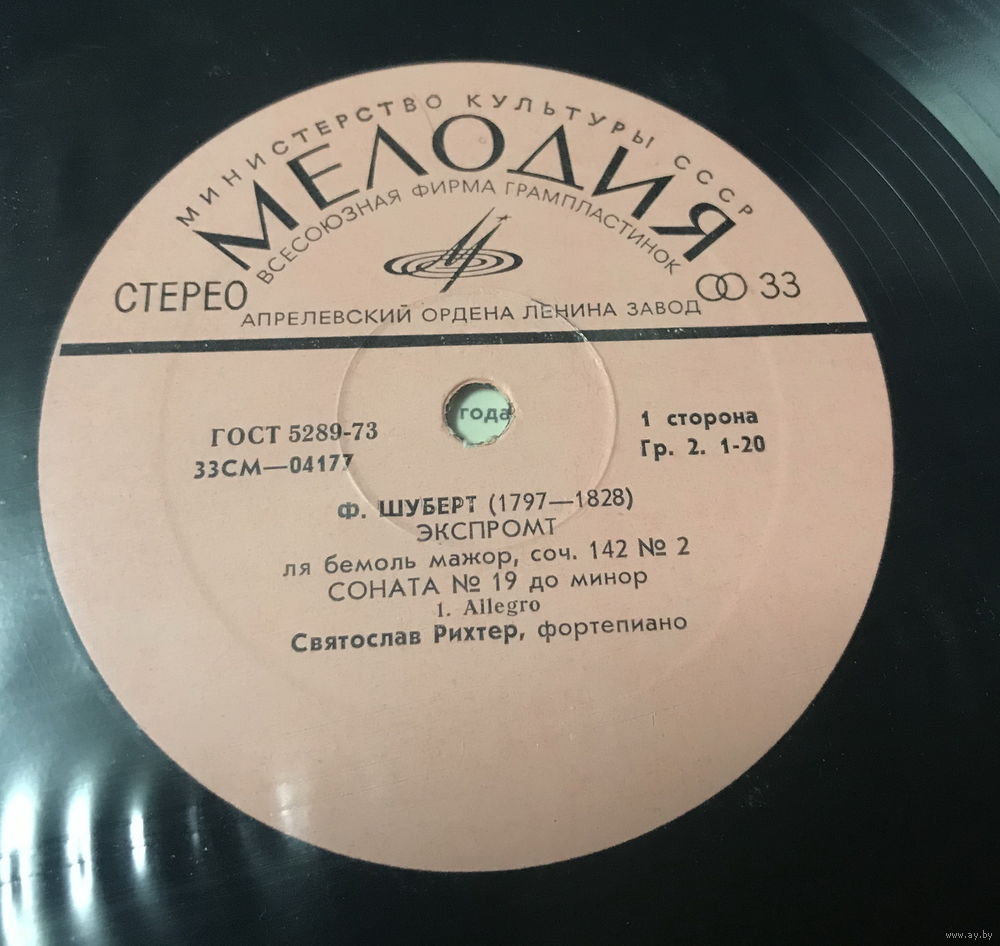 МИНИСТЕРСТВО КУЛЬТУРЫ СССР
МЕЛОДИЯ
ВСЕСОЮЗНАЯ ФИРМА ГРАМПЛАСТИНОК
СТЕРЕО
33
АПРЕЛЕВСКИЙ ОРДЕНА ЛЕНИНА ЗАВОД
года
ГОСТ 5289-73
1 сторона
33СМ—04177
Гр. 2. 1-20
Ф. ШУБЕРТ (1797—1828)
ЭКСПРОМТ
ля бемоль мажор, соч. 142 № 2
СОНАТА № 19 до минор
1. Allegro
Святослав Рихтер, фортепиано
www.ay.by